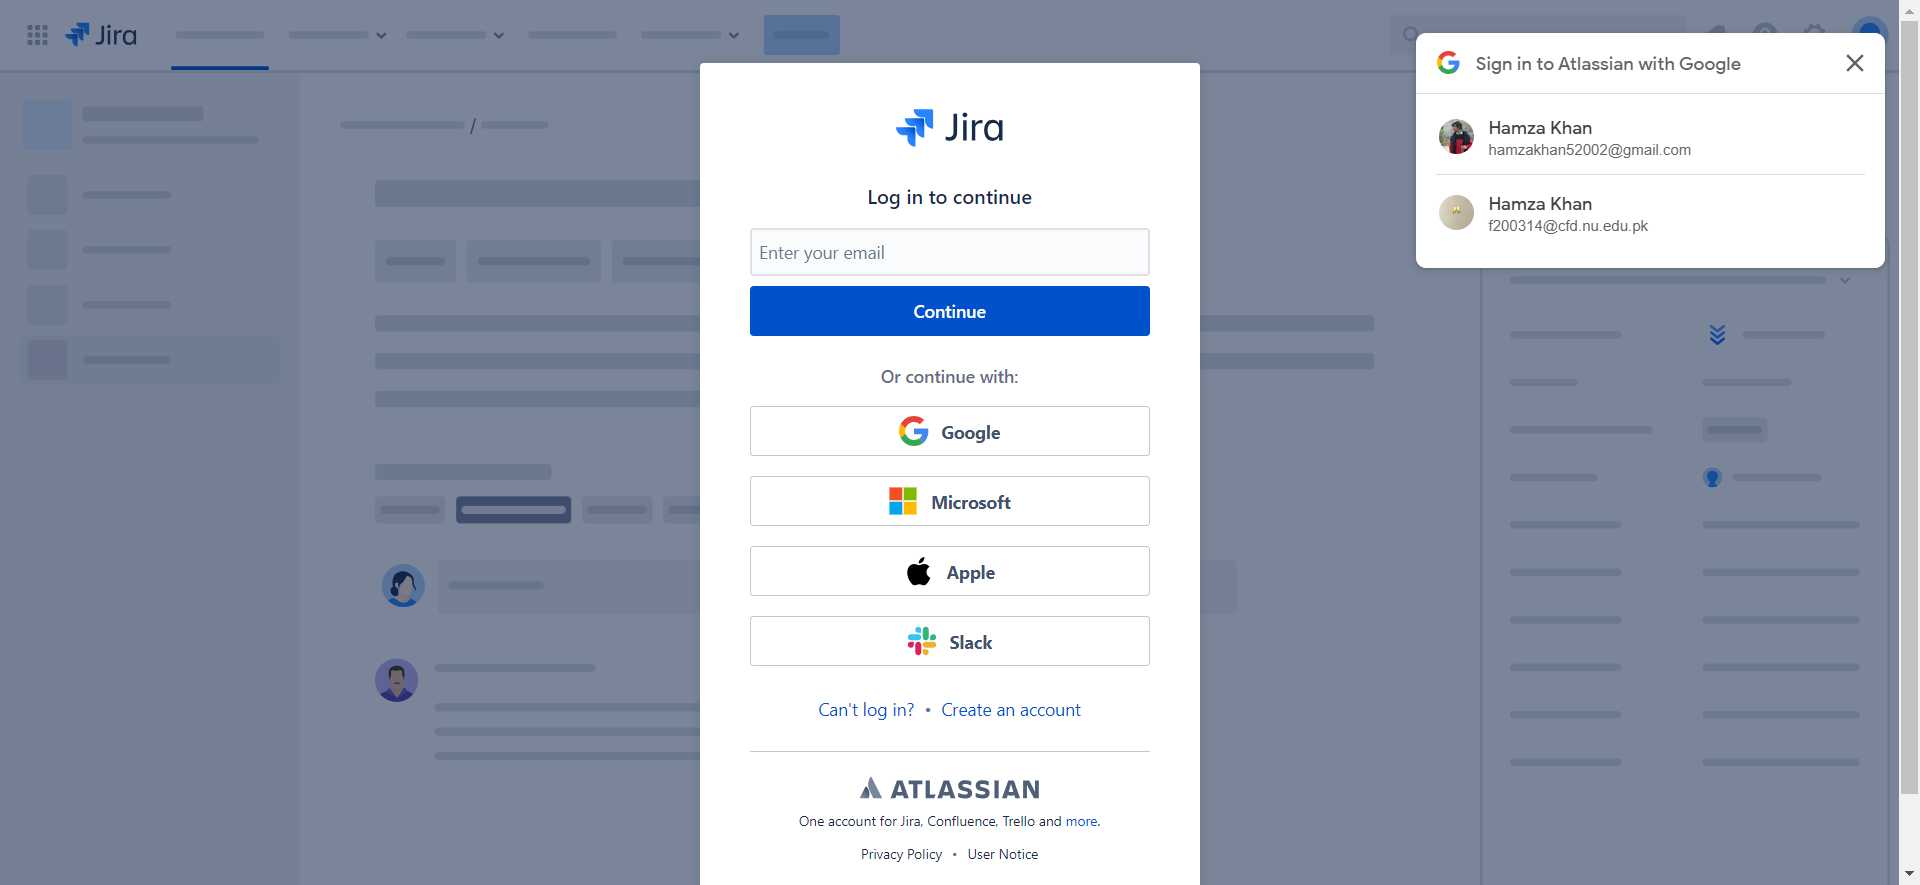 Jira
Sign in to Atlassian with Google
Hamza Khan
hamzakhan52002@gmail.com
Hamza Khan
f200314@cfd.nu.edu.pk
/
Jira
Log in to continue
Enter your email
Continue
Or continue with:
Google
Microsoft
Apple
Slack
Can't log in? • Create an account
ATLASSIAN
One account for Jira, Confluence, Trello and more.
Privacy Policy • User Notice